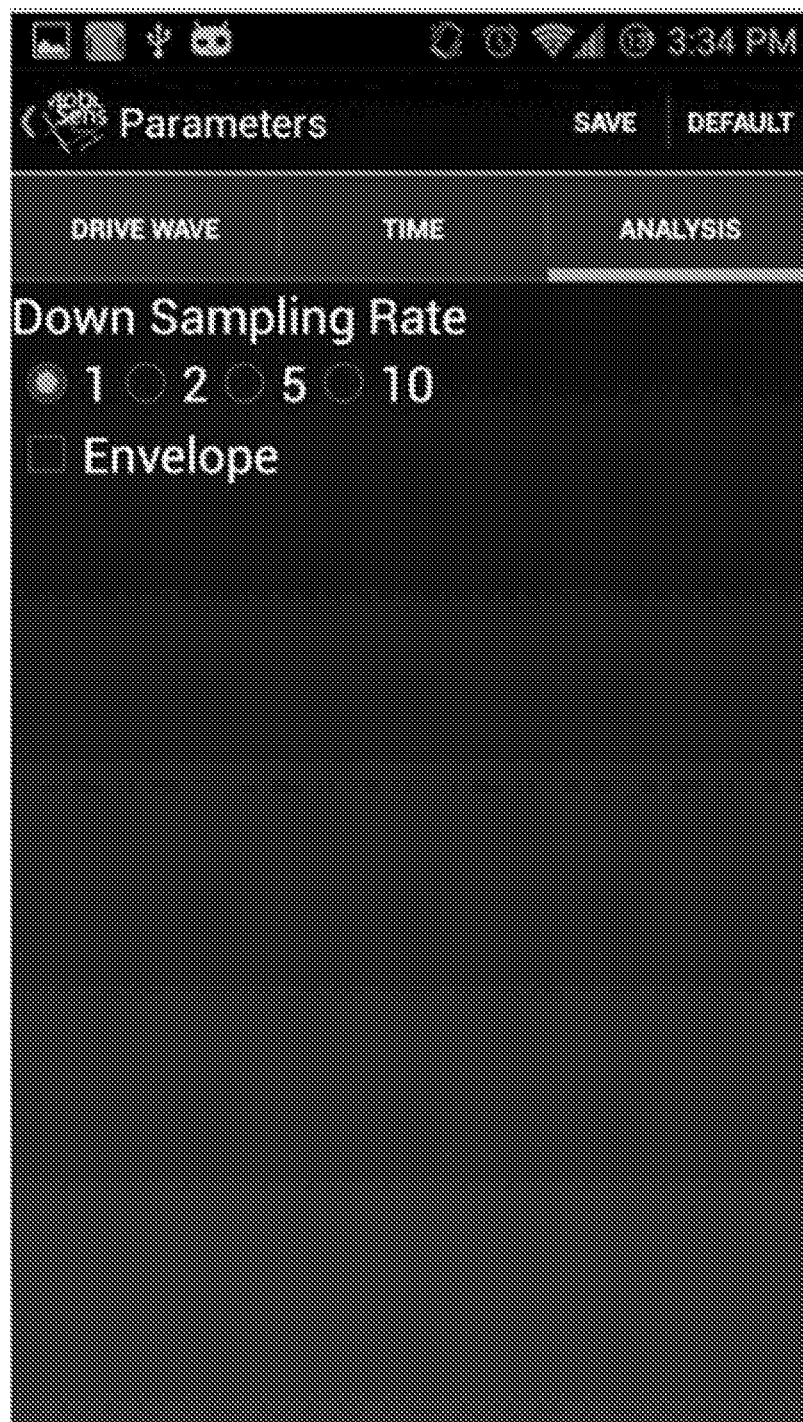 3:34 PM
Parameters SAVE DEFAULT
DRIVE WAVE TIME ANALYSIS
Down Sampling Rate
1 2 5 10
Envelope